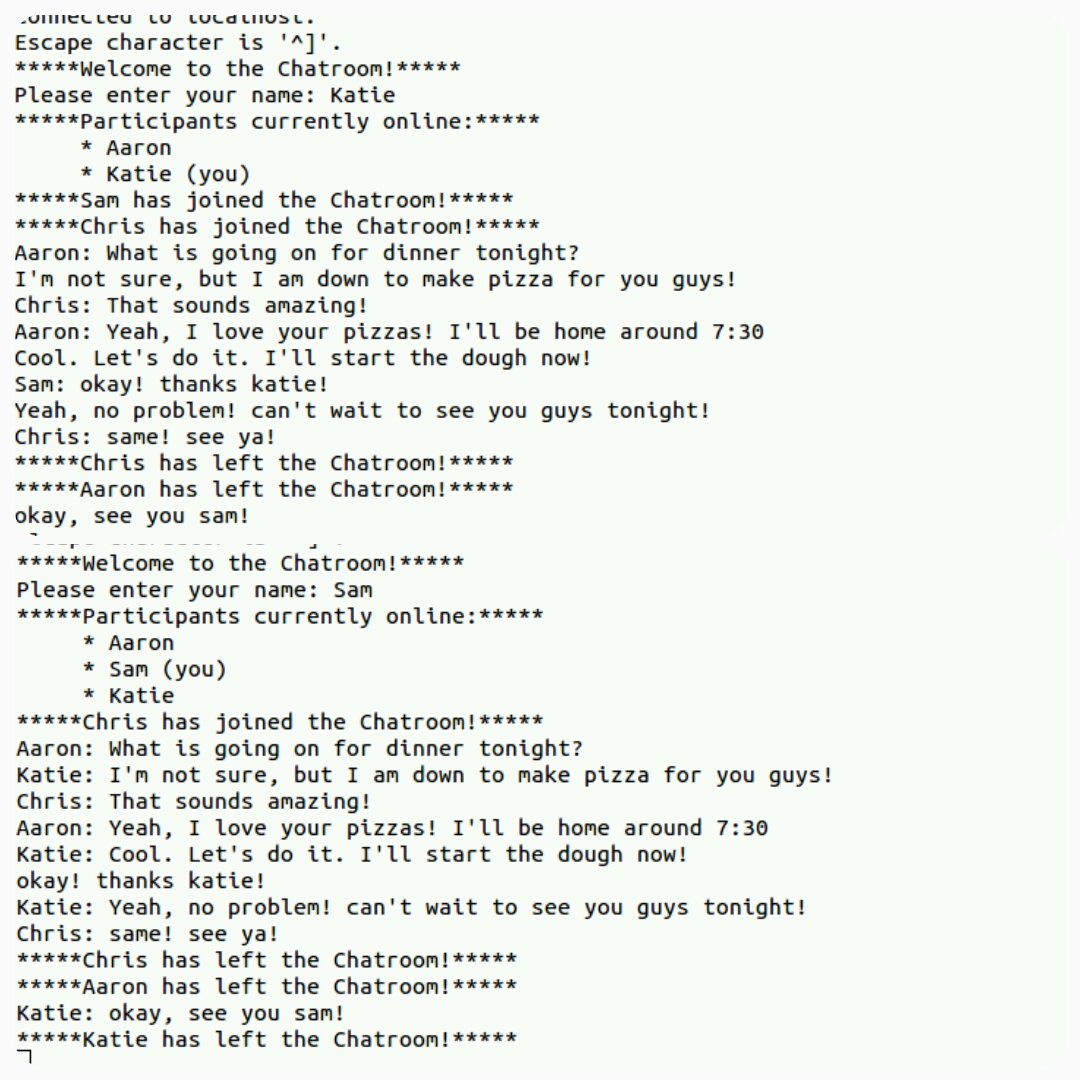 Connected to localhost.
Escape character is '^]'.
*****Welcome to the Chatroom!*****
Please enter your name: Katie
*****Participants currently online:*****
     * Aaron
     * Katie (you)
*****Sam has joined the Chatroom!*****
*****Chris has joined the Chatroom!*****
Aaron: What is going on for dinner tonight?
I'm not sure, but I am down to make pizza for you guys!
Chris: That sounds amazing!
Aaron: Yeah, I love your pizzas! I'll be home around 7:30
Cool. Let's do it. I'll start the dough now!
Sam: okay! thanks katie!
Yeah, no problem! can't wait to see you guys tonight!
Chris: same! see ya!
*****Chris has left the Chatroom!*****
*****Aaron has left the Chatroom!*****
okay, see you sam!
*****Welcome to the Chatroom!*****
Please enter your name: Sam
*****Participants currently online:*****
     * Aaron
     * Sam (you)
     * Katie
*****Chris has joined the Chatroom!*****
Aaron: What is going on for dinner tonight?
Katie: I'm not sure, but I am down to make pizza for you guys!
Chris: That sounds amazing!
Aaron: Yeah, I love your pizzas! I'll be home around 7:30
Katie: Cool. Let's do it. I'll start the dough now!
okay! thanks katie!
Katie: Yeah, no problem! can't wait to see you guys tonight!
Chris: same! see ya!
*****Chris has left the Chatroom!*****
*****Aaron has left the Chatroom!*****
Katie: okay, see you sam!
*****Katie has left the Chatroom!*****